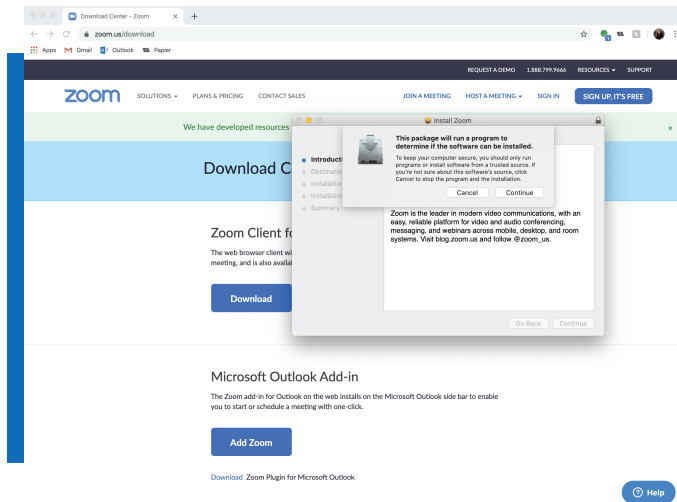 Download Center - Zoom
zoom.us/download
Apps Gmail Outlook Papier
REQUEST A DEMO 1.888.799.9666 RESOURCES SUPPORT
zoom SOLUTIONS PLANS & PRICING CONTACT SALES JOIN A MEETING HOST A MEETING SIGN IN SIGN UP, IT'S FREE
We have developed resources
Download C
Install Zoom
This package will run a program to
determine if the software can be installed.
To keep your computer secure, you should only run
programs or install software from a trusted source. If
you're not sure about this software's source, click
Cancel to stop the program and the installation.
Cancel Continue
Introducti
Destinatio
Installation
Installation
Summary
Zoom is the leader in modern video communications, with an
easy, reliable platform for video and audio conferencing,
messaging, and webinars across mobile, desktop, and room
systems. Visit blog.zoom.us and follow @zoom_us.
Go Back Continue
Zoom Client fo
The web browser client wi
meeting, and is also availa
Download
Microsoft Outlook Add-in
The Zoom add-in for Outlook on the web installs on the Microsoft Outlook side bar to enable
you to start or schedule a meeting with one-click.
Add Zoom
Download Zoom Plugin for Microsoft Outlook
Help